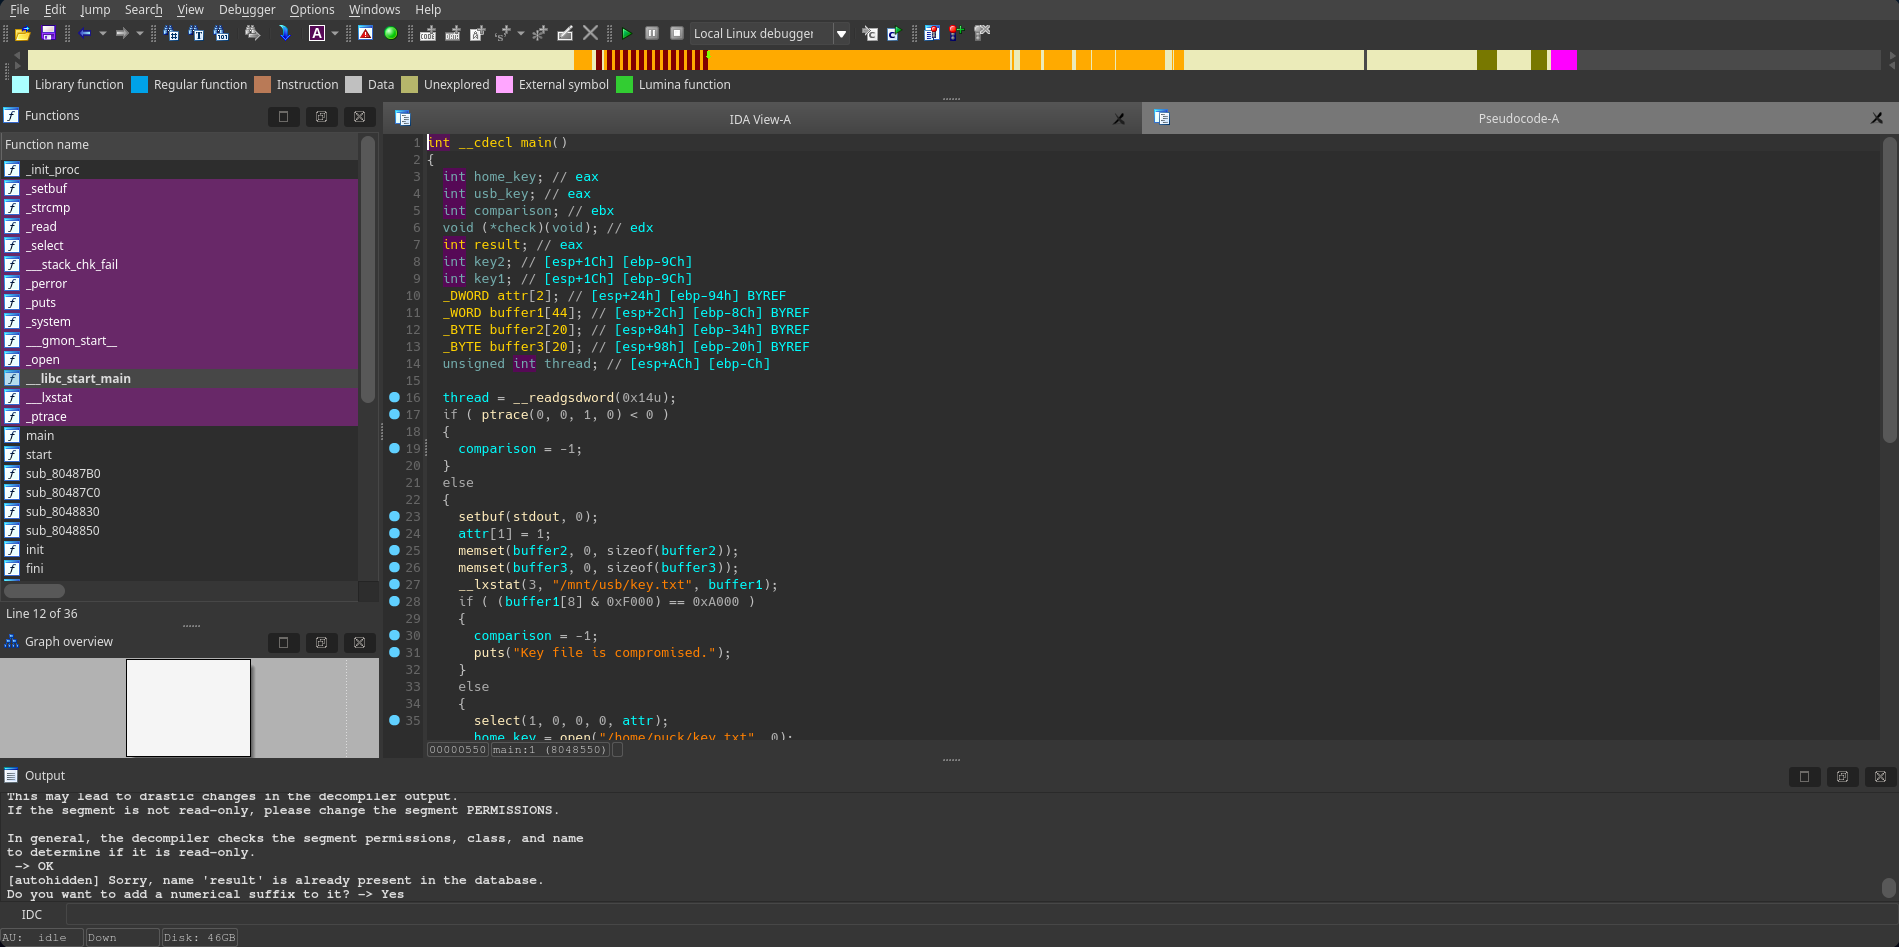 File Edit Jump Search View Debugger Options Windows Help
Local Linux debugger
Library function Regular function Instruction Data Unexplored External symbol Lumina function
Functions
Function name
_init_proc
_setbuf
_strcmp
_read
_select
___stack_chk_fail
_perror
_puts
_system
___gmon_start__
_open
___libc_start_main
___lxstat
_ptrace
main
start
sub_80487B0
sub_80487C0
sub_8048830
sub_8048850
init
fini
Line 12 of 36
Graph overview
IDA View-A
Pseudocode-A
1 int __cdecl main()
2 {
3 int home_key; // eax
4 int usb_key; // eax
5 int comparison; // ebx
6 void (*check)(void); // edx
7 int result; // eax
8 int key2; // [esp+1Ch] [ebp-9Ch]
9 int key1; // [esp+1Ch] [ebp-9Ch]
10 _DWORD attr[2]; // [esp+24h] [ebp-94h] BYREF
11 _WORD buffer1[44]; // [esp+2Ch] [ebp-8Ch] BYREF
12 _BYTE buffer2[20]; // [esp+84h] [ebp-34h] BYREF
13 _BYTE buffer3[20]; // [esp+98h] [ebp-20h] BYREF
14 unsigned int thread; // [esp+ACh] [ebp-Ch]
15
16 thread = __readgsdword(0x14u);
17 if ( ptrace(0, 0, 1, 0) < 0 )
18 {
19 comparison = -1;
20 }
21 else
22 {
23 setbuf(stdout, 0);
24 attr[1] = 1;
25 memset(buffer2, 0, sizeof(buffer2));
26 memset(buffer3, 0, sizeof(buffer3));
27 __lxstat(3, "/mnt/usb/key.txt", buffer1);
28 if ( (buffer1[8] & 0xF000) == 0xA000 )
29 {
30 comparison = -1;
31 puts("Key file is compromised.");
32 }
33 else
34 {
35 select(1, 0, 0, 0, attr);
home_key = open("/home/puck/key.txt", 0);
00000550 main:1 (8048550)
Output
This may lead to drastic changes in the decompiler output.
If the segment is not read-only, please change the segment PERMISSIONS.
In general, the decompiler checks the segment permissions, class, and name
to determine if it is read-only.
-> OK
[autohidden] Sorry, name 'result' is already present in the database.
Do you want to add a numerical suffix to it? -> Yes
IDC
AU: idle Down Disk: 46GB